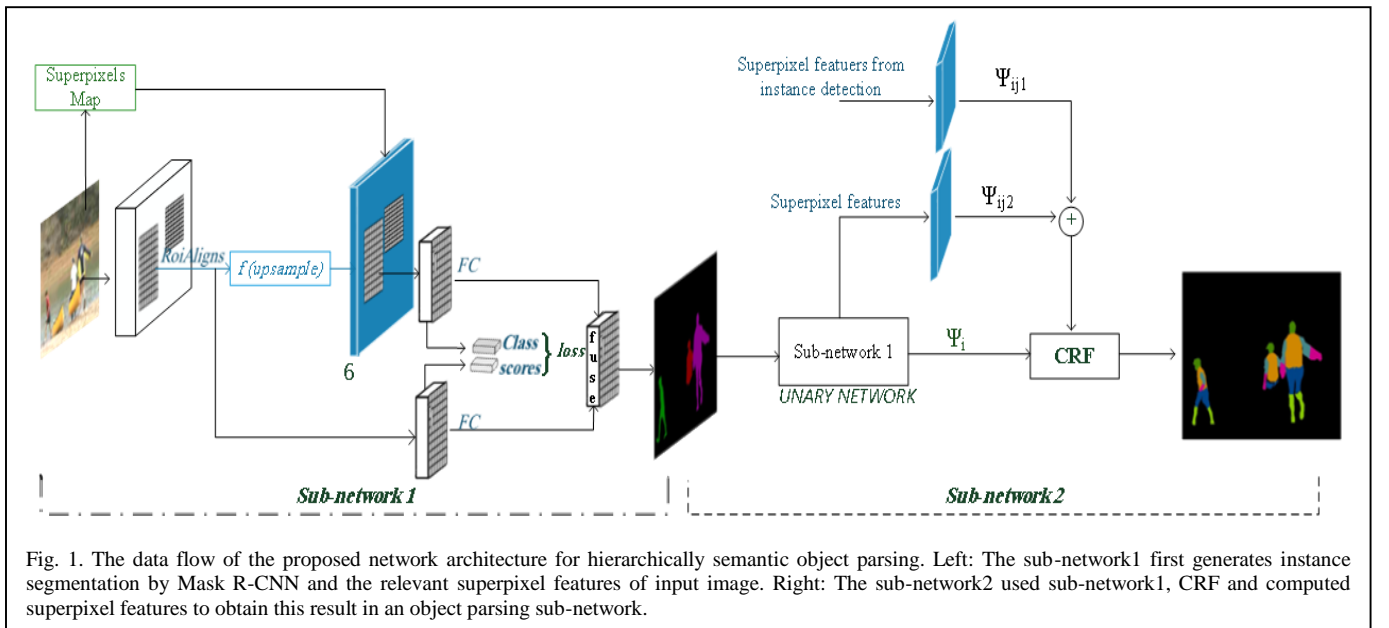 Superpixels
Map
RoiAligns
f(upsample)
6
FC
Class
scores
} loss
fuse
FC
Sub-network 1
Superpixel featuers from
instance detection
Ψij1
Superpixel features
Ψij2
+
Sub-network 1
UNARY NETWORK
Ψi
CRF
Sub-network2
Fig. 1. The data flow of the proposed network architecture for hierarchically semantic object parsing. Left: The sub-network1 first generates instance
segmentation by Mask R-CNN and the relevant superpixel features of input image. Right: The sub-network2 used sub-network1, CRF and computed
superpixel features to obtain this result in an object parsing sub-network.